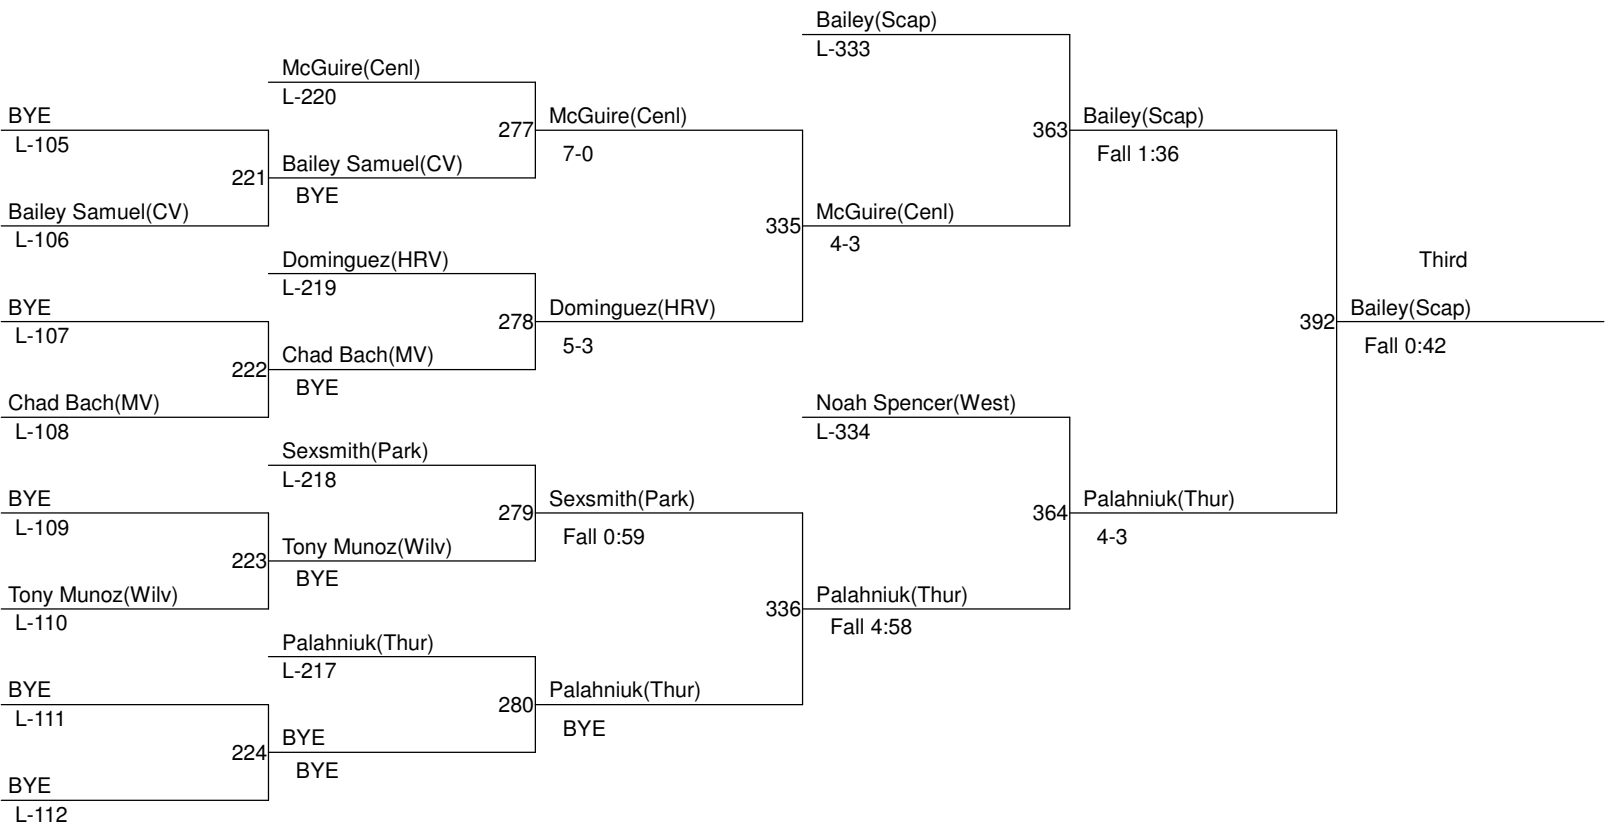 Bailey(Scap)
L-333
McGuire(Cenl)
L-220
BYE
L-105
277
McGuire(Cenl)
7-0
363
Bailey(Scap)
Fall 1:36
221
Bailey Samuel(CV)
BYE
Bailey Samuel(CV)
L-106
335
McGuire(Cenl)
4-3
Dominguez(HRV)
L-219
Third
BYE
L-107
278
Dominguez(HRV)
5-3
392
Bailey(Scap)
Fall 0:42
222
Chad Bach(MV)
BYE
Chad Bach(MV)
L-108
Noah Spencer(West)
L-334
Sexsmith(Park)
L-218
BYE
L-109
279
Sexsmith(Park)
Fall 0:59
364
Palahniuk(Thur)
4-3
223
Tony Munoz(Wilv)
BYE
Tony Munoz(Wilv)
L-110
336
Palahniuk(Thur)
Fall 4:58
Palahniuk(Thur)
L-217
BYE
L-111
280
Palahniuk(Thur)
BYE
224
BYE
BYE
BYE
L-112